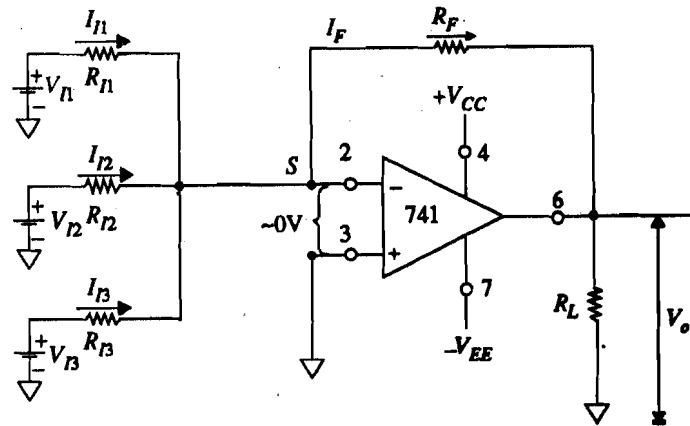 I_I1
R_I1
+
V_I1
−
I_I2
R_I2
+
V_I2
−
I_I3
R_I3
+
V_I3
−
I_F
R_F
+V_CC
4
S
2
−
741
6
~0V
3
+
7
−V_EE
R_L
V_o